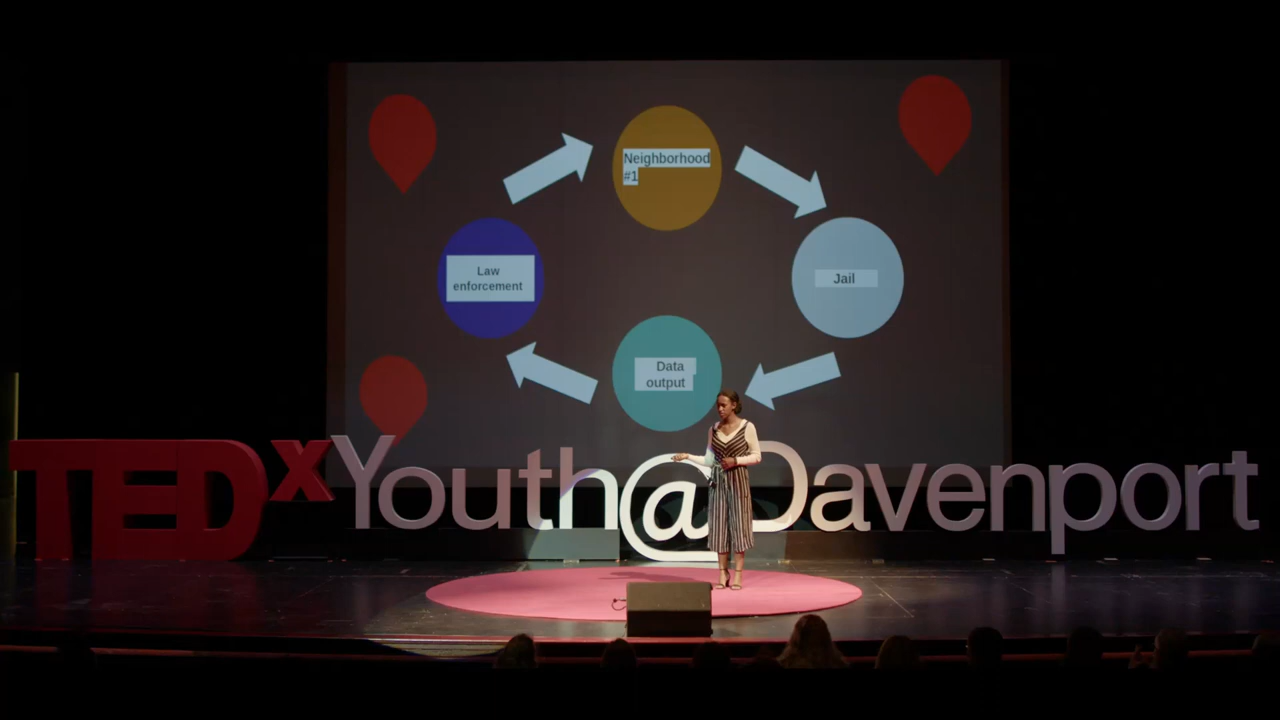 Neighborhood
#1
Law
enforcement
Jail
Data
output
TEDxYouth@Davenport